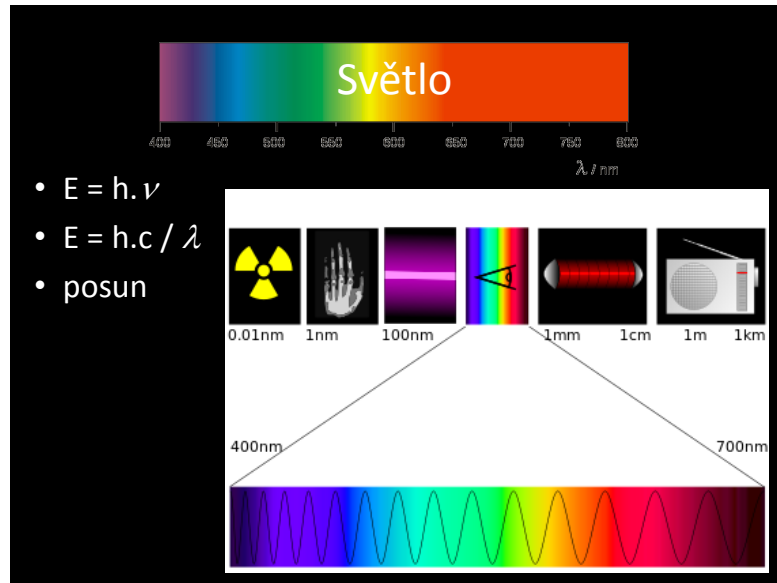 Světlo
400 450 500 550 600 650 700 750 800
λ / nm
• E = h.ν
• E = h.c / λ
• posun
0.01nm 1nm 100nm 1mm 1cm 1m 1km
400nm 700nm